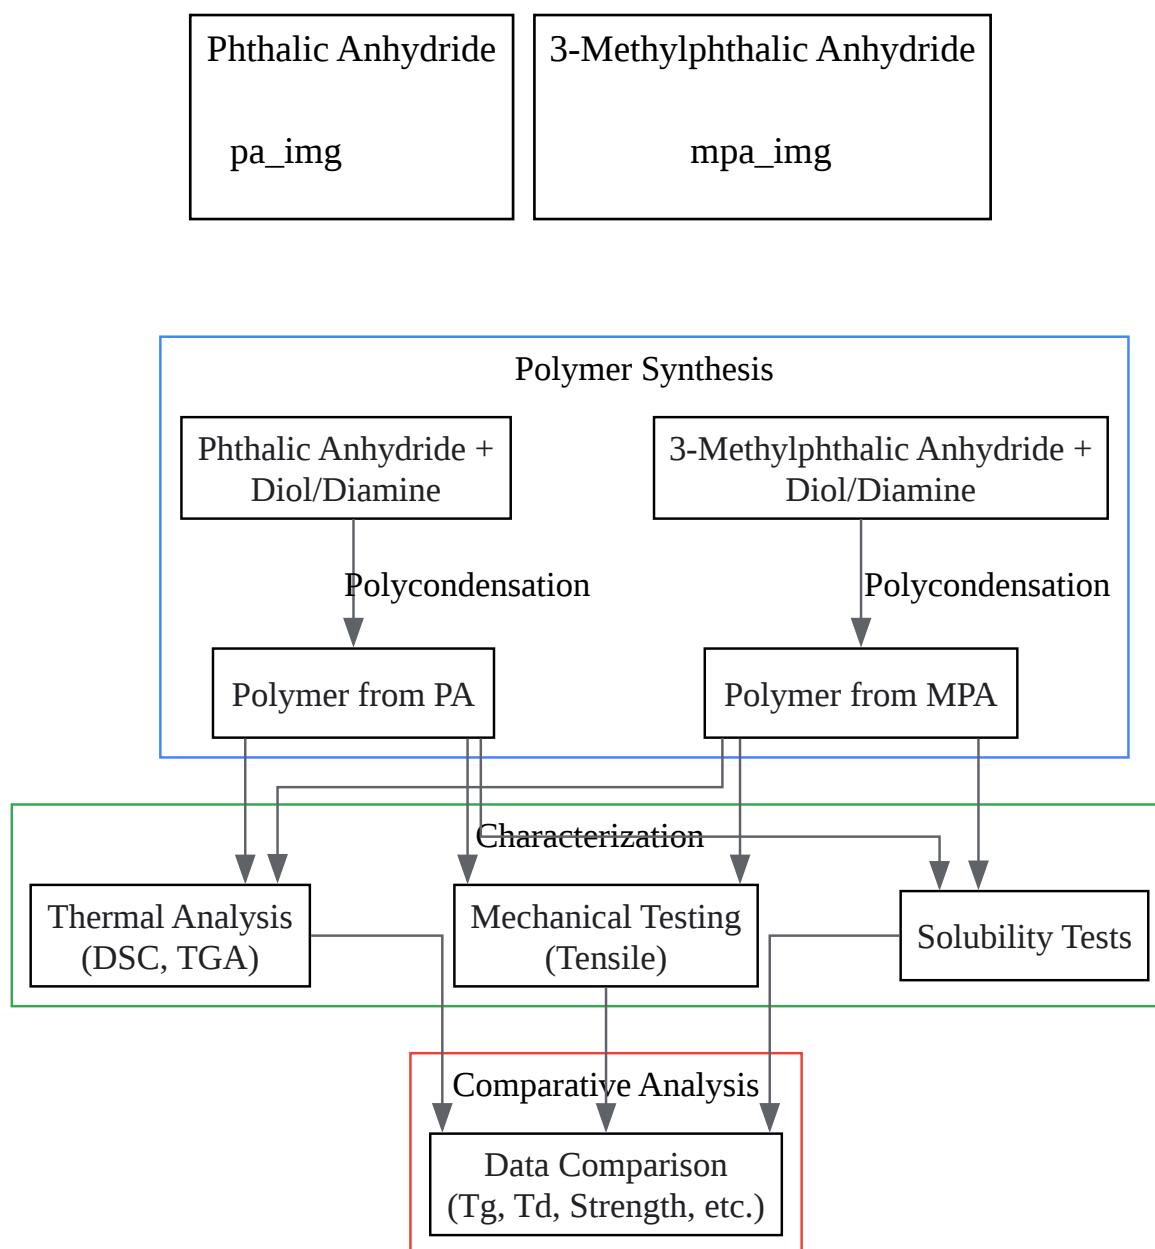 Phthalic Anhydride
pa_img
3-Methylphthalic Anhydride
mpa_img
Polymer Synthesis
Phthalic Anhydride +
Diol/Diamine
3-Methylphthalic Anhydride +
Diol/Diamine
Polycondensation
Polycondensation
Polymer from PA
Polymer from MPA
Characterization
Thermal Analysis
(DSC, TGA)
Mechanical Testing
(Tensile)
Solubility Tests
Comparative Analysis
Data Comparison
(Tg, Td, Strength, etc.)